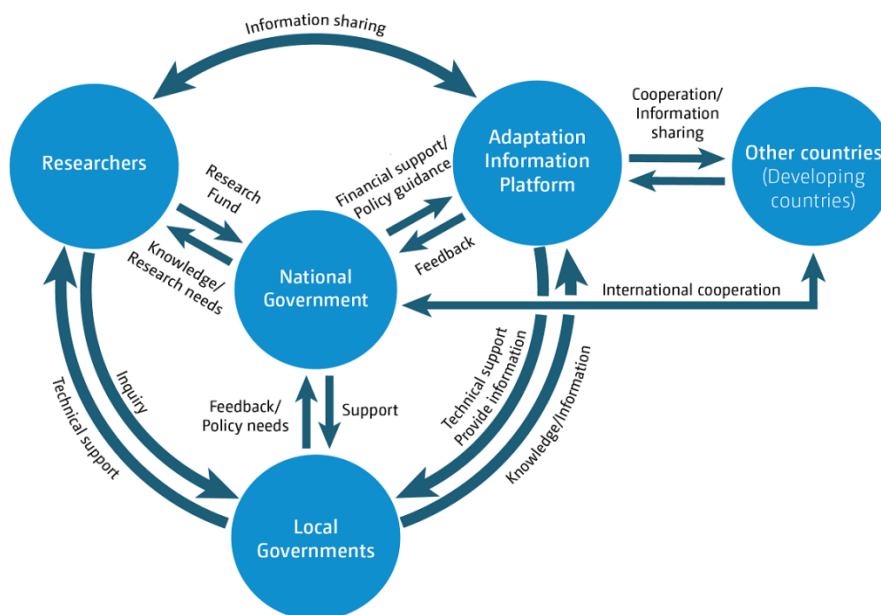 Information sharing
Researchers
Adaptation
Information
Platform
Cooperation/
Information
sharing
Other countries
(Developing
countries)
Research
Fund
Knowledge/
Research needs
Financial support/
Policy guidance
Feedback
National
Government
International cooperation
Technical support
Inquiry
Feedback/
Policy needs
Support
Technical support
Provide information
Knowledge/Information
Local
Governments